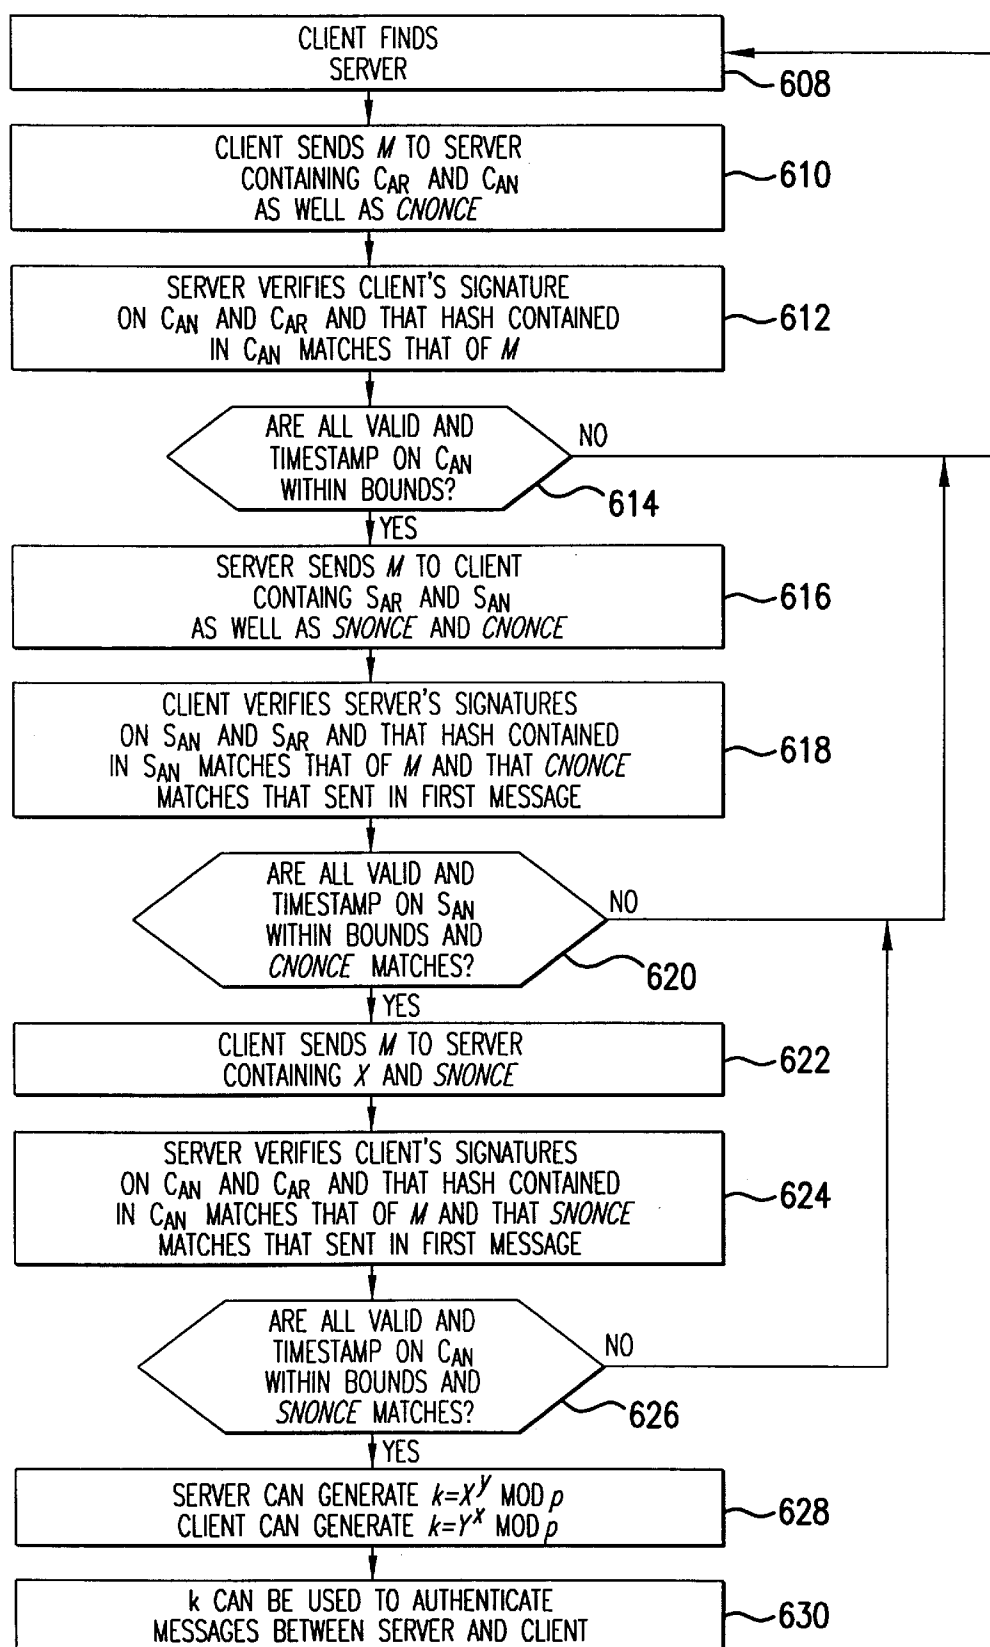 CLIENT FINDS
SERVER
608
CLIENT SENDS M TO SERVER
CONTAINING CAR AND CAN
AS WELL AS CNONCE
610
SERVER VERIFIES CLIENT'S SIGNATURE
ON CAN AND CAR AND THAT HASH CONTAINED
IN CAN MATCHES THAT OF M
612
ARE ALL VALID AND
TIMESTAMP ON CAN
WITHIN BOUNDS?
NO
614
YES
SERVER SENDS M TO CLIENT
CONTAING SAR AND SAN
AS WELL AS SNONCE AND CNONCE
616
CLIENT VERIFIES SERVER'S SIGNATURES
ON SAN AND SAR AND THAT HASH CONTAINED
IN SAN MATCHES THAT OF M AND THAT CNONCE
MATCHES THAT SENT IN FIRST MESSAGE
618
ARE ALL VALID AND
TIMESTAMP ON SAN
WITHIN BOUNDS AND
CNONCE MATCHES?
NO
620
YES
CLIENT SENDS M TO SERVER
CONTAINING X AND SNONCE
622
SERVER VERIFIES CLIENT'S SIGNATURES
ON CAN AND CAR AND THAT HASH CONTAINED
IN CAN MATCHES THAT OF M AND THAT SNONCE
MATCHES THAT SENT IN FIRST MESSAGE
624
ARE ALL VALID AND
TIMESTAMP ON CAN
WITHIN BOUNDS AND
SNONCE MATCHES?
NO
626
YES
SERVER CAN GENERATE k=X^y MOD p
CLIENT CAN GENERATE k=Y^x MOD p
628
k CAN BE USED TO AUTHENTICATE
MESSAGES BETWEEN SERVER AND CLIENT
630